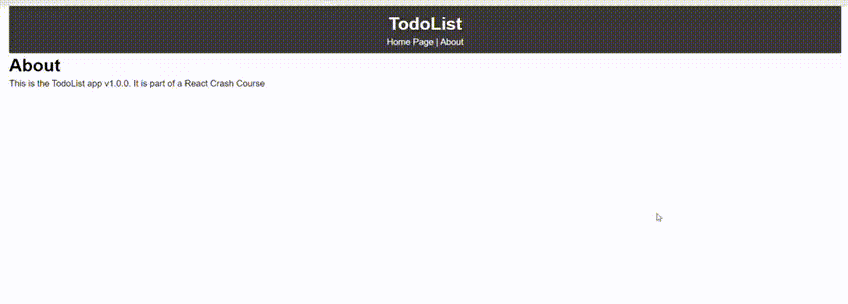 TodoList
Home Page | About
About
This is the TodoList app v1.0.0. It is part of a React Crash Course